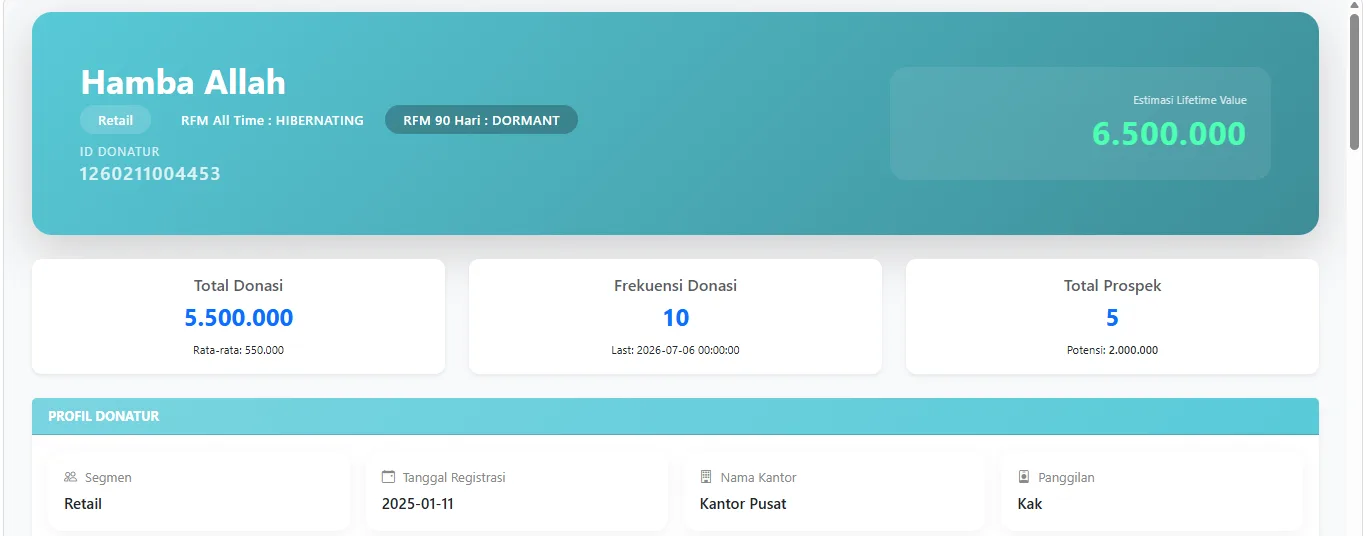 Hamba Allah
Retail RFM All Time : HIBERNATING RFM 90 Hari : DORMANT
ID DONATUR
1260211004453
Estimasi Lifetime Value
6.500.000
Total Donasi
5.500.000
Rata-rata: 550.000
Frekuensi Donasi
10
Last: 2026-07-06 00:00:00
Total Prospek
5
Potensi: 2.000.000
PROFIL DONATUR
Segmen
Retail
Tanggal Registrasi
2025-01-11
Nama Kantor
Kantor Pusat
Panggilan
Kak